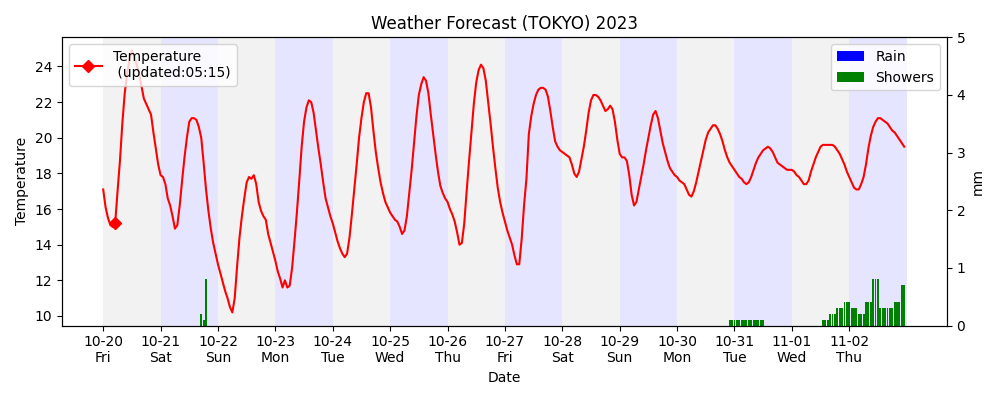 Weather Forecast (TOKYO) 2023
Temperature
(updated:05:15)
Rain
Showers
Temperature
24
22
20
18
16
14
12
10
5
4
3
2
1
0
mm
10-20 10-21 10-22 10-23 10-24 10-25 10-26 10-27 10-28 10-29 10-30 10-31 11-01 11-02
Fri Sat Sun Mon Tue Wed Thu Fri Sat Sun Mon Tue Wed Thu
Date